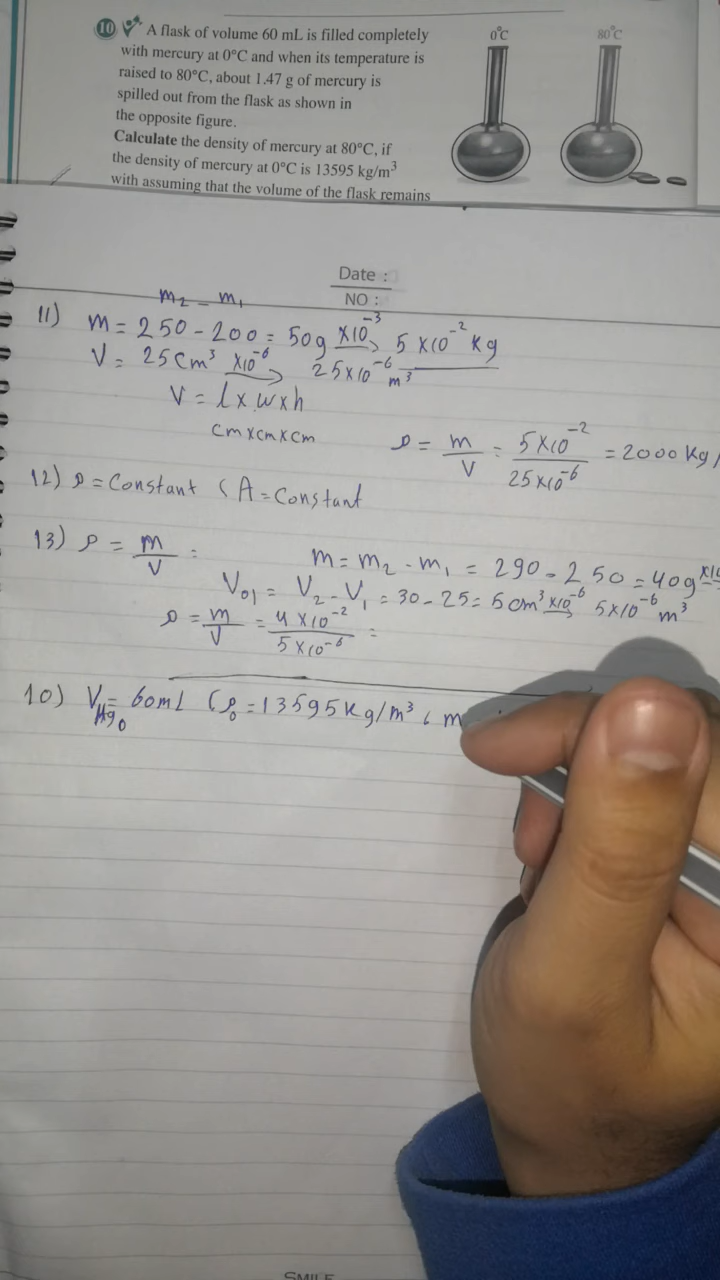 10 A flask of volume 60 mL is filled completely
with mercury at 0°C and when its temperature is
raised to 80°C, about 1.47 g of mercury is
spilled out from the flask as shown in
the opposite figure.
Calculate the density of mercury at 80°C, if
the density of mercury at 0°C is 13595 kg/m³
with assuming that the volume of the flask remains
0°C
80°C
Date :
NO :
m₂ - m₁
11) m = 250 - 200 = 50g ×10⁻³ 5 ×10⁻² Kg
V = 25 Cm³ ×10⁻⁶ 25×10⁻⁶ m³
V = l × w × h
cm×cm×cm
ρ = m/V = 5×10⁻²/25×10⁻⁶ = 2000 Kg/
12) ρ = Constant ( A = Constant
13) ρ = m/V =
m = m₂ - m₁ = 290 - 250 = 40g
V₀₁ = V₂ - V₁ = 30 - 25 = 5 cm³ ×10⁻⁶ 5×10⁻⁶ m³
ρ = m/V = 4×10⁻²/5×10⁻⁶ =
10) V Hg₀ = 60ml ( ρ₀ = 13595 Kg/m³ ، m
SMILE